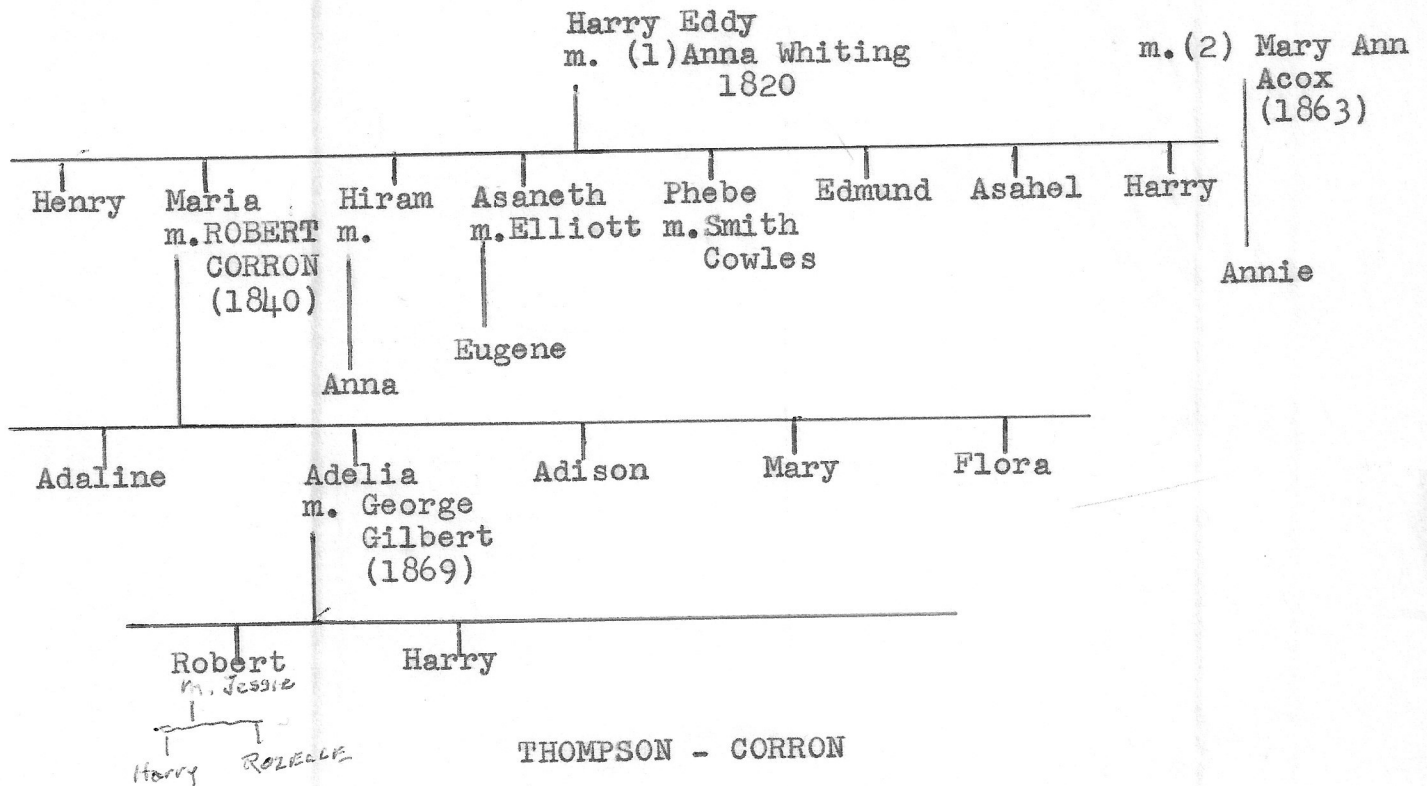 Harry Eddy
m. (1)Anna Whiting
1820
m.(2) Mary Ann
Acox
(1863)
Henry Maria Hiram Asaneth Phebe Edmund Asahel Harry
m.ROBERT m. m.Elliott m.Smith
CORRON Cowles
(1840)
Annie
Eugene
Anna
Adaline Adelia Adison Mary Flora
m. George
Gilbert
(1869)
Robert Harry
m. Jessie
Harry ROZELLE
THOMPSON - CORRON